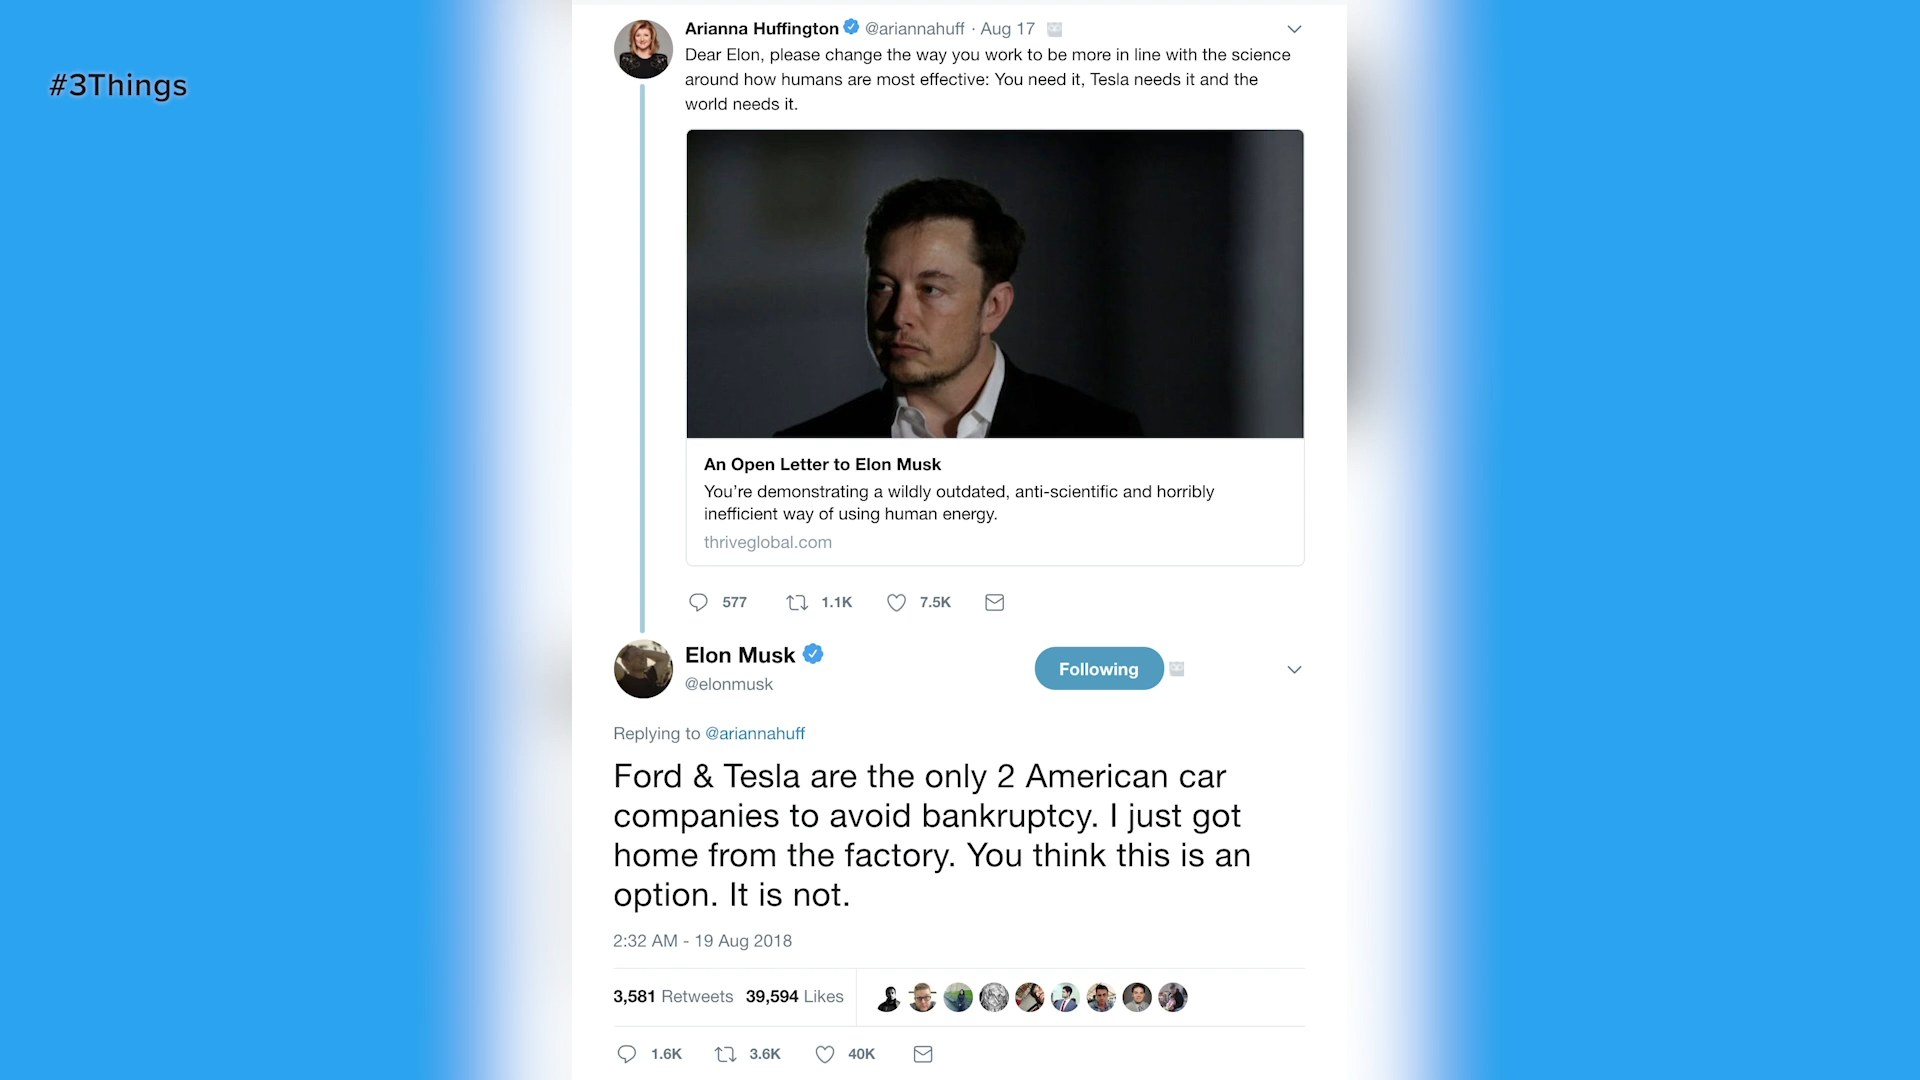 #3Things
Arianna Huffington @ariannahuff · Aug 17
Dear Elon, please change the way you work to be more in line with the science
around how humans are most effective: You need it, Tesla needs it and the
world needs it.
An Open Letter to Elon Musk
You’re demonstrating a wildly outdated, anti-scientific and horribly
inefficient way of using human energy.
thriveglobal.com
577 1.1K 7.5K
Elon Musk
Following
@elonmusk
Replying to @ariannahuff
Ford & Tesla are the only 2 American car
companies to avoid bankruptcy. I just got
home from the factory. You think this is an
option. It is not.
2:32 AM - 19 Aug 2018
3,581 Retweets 39,594 Likes
1.6K 3.6K 40K